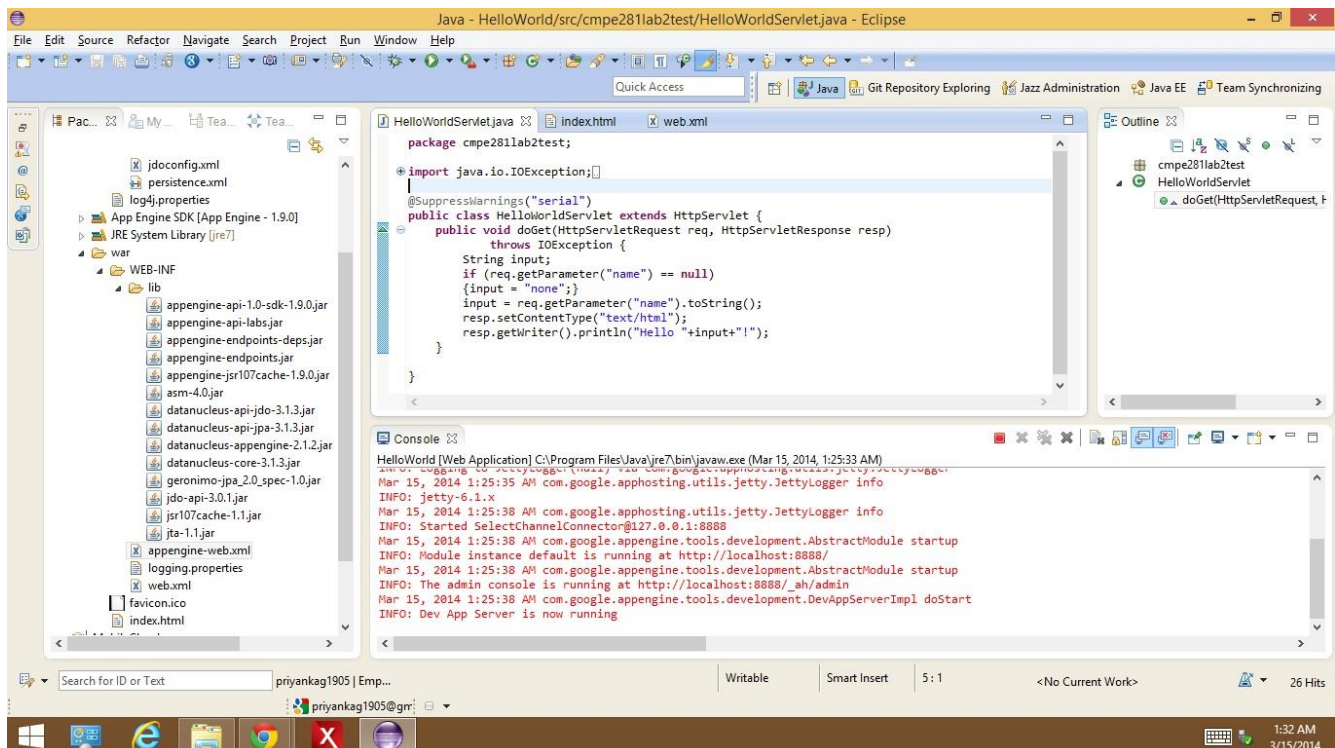 Java - HelloWorld/src/cmpe281lab2test/HelloWorldServlet.java - Eclipse
File Edit Source Refactor Navigate Search Project Run Window Help
Quick Access
Java Git Repository Exploring Jazz Administration Java EE Team Synchronizing
Pac... My... Tea... Tea...
jdoconfig.xml
persistence.xml
log4j.properties
App Engine SDK [App Engine - 1.9.0]
JRE System Library [jre7]
war
WEB-INF
lib
appengine-api-1.0-sdk-1.9.0.jar
appengine-api-labs.jar
appengine-endpoints-deps.jar
appengine-endpoints.jar
appengine-jsr107cache-1.9.0.jar
asm-4.0.jar
datanucleus-api-jdo-3.1.3.jar
datanucleus-api-jpa-3.1.3.jar
datanucleus-appengine-2.1.2.jar
datanucleus-core-3.1.3.jar
geronimo-jpa_2.0_spec-1.0.jar
jdo-api-3.0.1.jar
jsr107cache-1.1.jar
jta-1.1.jar
appengine-web.xml
logging.properties
web.xml
favicon.ico
index.html
HelloWorldServlet.java index.html web.xml
package cmpe281lab2test;
import java.io.IOException;
@SuppressWarnings("serial")
public class HelloWorldServlet extends HttpServlet {
public void doGet(HttpServletRequest req, HttpServletResponse resp)
throws IOException {
String input;
if (req.getParameter("name") == null)
{input = "none";}
input = req.getParameter("name").toString();
resp.setContentType("text/html");
resp.getWriter().println("Hello "+input+"!");
}
}
Outline
cmpe281lab2test
HelloWorldServlet
doGet(HttpServletRequest, H
Console
HelloWorld [Web Application] C:\Program Files\Java\jre7\bin\javaw.exe (Mar 15, 2014, 1:25:33 AM)
INFO: Logging to JettyLogger(null) via com.google.apphosting.utils.jetty.JettyLogger
Mar 15, 2014 1:25:35 AM com.google.apphosting.utils.jetty.JettyLogger info
INFO: jetty-6.1.x
Mar 15, 2014 1:25:38 AM com.google.apphosting.utils.jetty.JettyLogger info
INFO: Started SelectChannelConnector@127.0.0.1:8888
Mar 15, 2014 1:25:38 AM com.google.appengine.tools.development.AbstractModule startup
INFO: Module instance default is running at http://localhost:8888/
Mar 15, 2014 1:25:38 AM com.google.appengine.tools.development.AbstractModule startup
INFO: The admin console is running at http://localhost:8888/_ah/admin
Mar 15, 2014 1:25:38 AM com.google.appengine.tools.development.DevAppServerImpl doStart
INFO: Dev App Server is now running
Search for ID or Text
priyankag1905 | Emp...
Writable Smart Insert 5 : 1 <No Current Work> 26 Hits
priyankag1905@gm
1:32 AM
3/15/2014